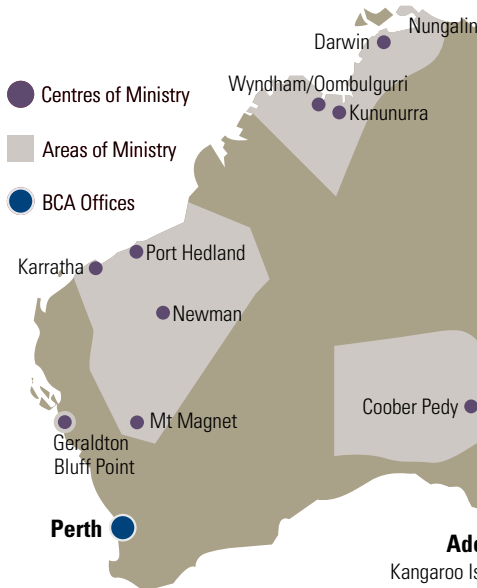 Nungalin
Darwin
Wyndham/Oombulgurri
Centres of Ministry
Kununurra
Areas of Ministry
BCA Offices
Port Hedland
Karratha
Newman
Coober Pedy
Mt Magnet
Geraldton
Bluff Point
Perth
Ade
Kangaroo Is